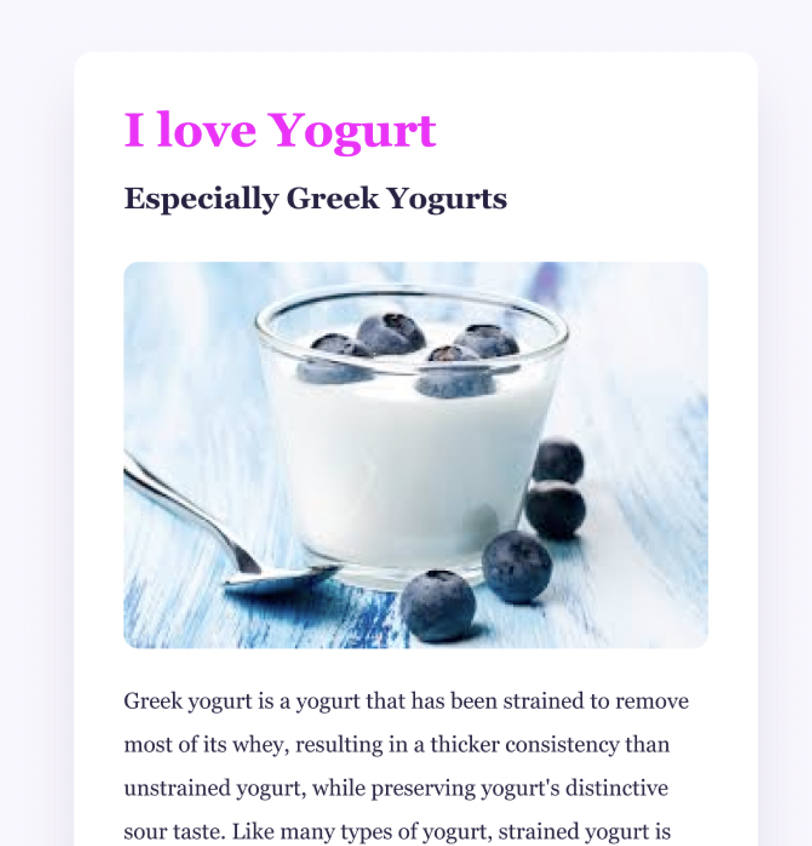 I love Yogurt
Especially Greek Yogurts
Greek yogurt is a yogurt that has been strained to remove
most of its whey, resulting in a thicker consistency than
unstrained yogurt, while preserving yogurt's distinctive
sour taste. Like many types of yogurt, strained yogurt is